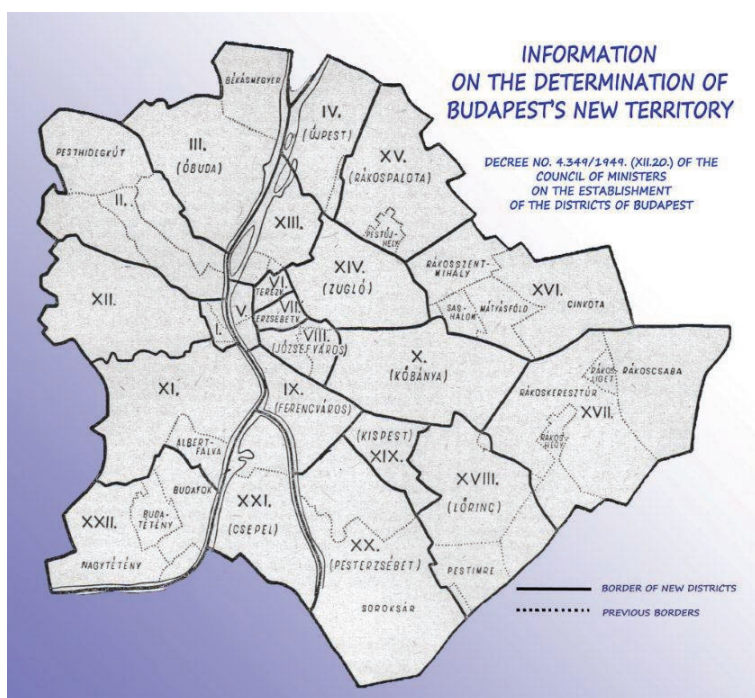 INFORMATION
ON THE DETERMINATION OF
BUDAPEST'S NEW TERRITORY
DECREE NO. 4.349/1949. (XII.20.) OF THE
COUNCIL OF MINISTERS
ON THE ESTABLISHMENT
OF THE DISTRICTS OF BUDAPEST
BÉKÁSMEGYER
IV.
(ÚJPEST)
III.
(ÓBUDA)
PESTHIDEGKÚT
XV.
(RÁKOSPALOTA)
II.
PESTÚJ-
HELY
XIII.
XIV.
(ZUGLÓ)
RÁKOSSZENT-
MIHÁLY
XVI.
SAS-
HALOM
MÁTYÁSFÖLD
CINKOTA
XII.
VI.
TERÉZV.
VII.
ERZSÉBETV.
I.
V.
VIII.
(JÓZSEFVÁROS)
X.
(KŐBÁNYA)
RÁKOS-
LIGET
RÁKOSCSABA
RÁKOSKERESZTÚR
XVII.
RÁKOS-
HEGY
XI.
IX.
(FERENCVÁROS)
ALBERT-
FALVA
(KISPEST)
XIX.
XVIII.
(LŐRINC)
XXII.
BUDAFOK
BUDA-
TÉTÉNY
NAGYTÉTÉNY
XXI.
(CSEPEL)
XX.
(PESTERZSÉBET)
SOROKSÁR
PESTIMRE
BORDER OF NEW DISTRICTS
PREVIOUS BORDERS